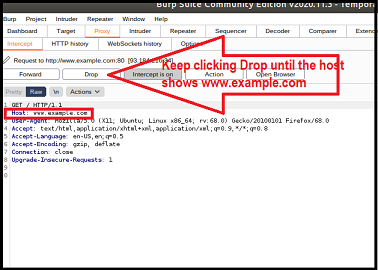 Burp Suite Community Edition v2020.11.3 - Tempora
Burp Project Intruder Repeater Window Help
Dashboard Target Proxy Intruder Repeater Sequencer Decoder Comparer Exten
Intercept HTTP history WebSockets history Options
Request to http://www.example.com:80 [93.184.216.34]
Forward Drop Intercept is on Action Open Browser
Keep clicking Drop until the host
shows www.example.com
Pretty Raw \n Actions
1 GET / HTTP/1.1
Host: www.example.com
3 User-Agent: Mozilla/5.0 (X11; Ubuntu; Linux x86_64; rv:68.0) Gecko/20100101 Firefox/68.0
4 Accept: text/html,application/xhtml+xml,application/xml;q=0.9,*/*;q=0.8
5 Accept-Language: en-US,en;q=0.5
6 Accept-Encoding: gzip, deflate
7 Connection: close
8 Upgrade-Insecure-Requests: 1
9
0